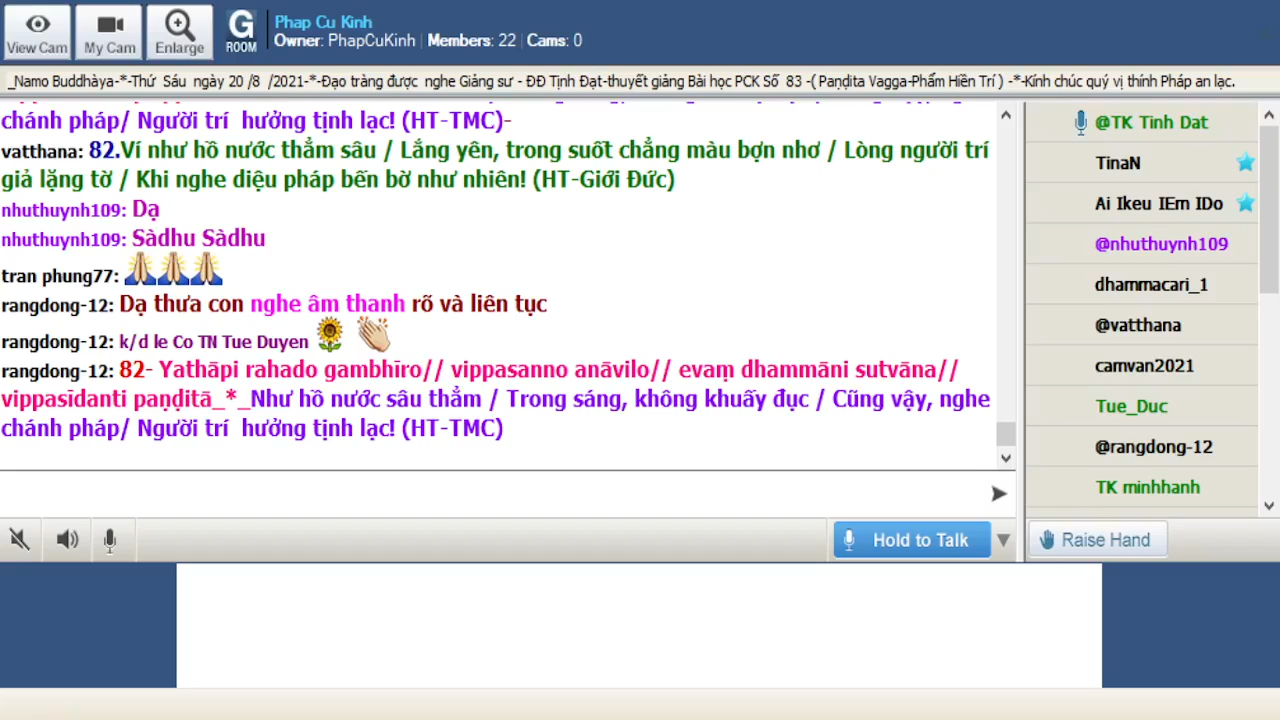 View Cam
My Cam
Enlarge
G
ROOM
Phap Cu Kinh
Owner: PhapCuKinh | Members: 22 | Cams: 0
_Namo Buddhàya-*-Thứ Sáu ngày 20 /8 /2021-*-Đạo tràng được nghe Giảng sư - ĐĐ Tịnh Đạt-thuyết giảng Bài học PCK Số 83 -( Paṇḍita Vagga-Phẩm Hiền Trí ) -*-Kính chúc quý vị thính Pháp an lạc.
chánh pháp/ Người trí hưởng tịnh lạc! (HT-TMC)-
vatthana: 82.Ví như hồ nước thẳm sâu / Lắng yên, trong suốt chẳng màu bợn nhơ / Lòng người trí
giả lặng tờ / Khi nghe diệu pháp bến bờ như nhiên! (HT-Giới Đức)
nhuthuynh109: Dạ
nhuthuynh109: Sàdhu Sàdhu
tran phung77:
rangdong-12: Dạ thưa con nghe âm thanh rõ và liên tục
rangdong-12: k/d le Co TN Tue Duyen
rangdong-12: 82- Yathāpi rahado gambhīro// vippasanno anāvilo// evaṃ dhammāni sutvāna//
vippasīdanti paṇḍitā_*_Như hồ nước sâu thẳm / Trong sáng, không khuấy đục / Cũng vậy, nghe
chánh pháp/ Người trí hưởng tịnh lạc! (HT-TMC)
@TK Tinh Dat
TinaN
Ai Ikeu IEm IDo
@nhuthuynh109
dhammacari_1
@vatthana
camvan2021
Tue_Duc
@rangdong-12
TK minhhanh
Hold to Talk
Raise Hand